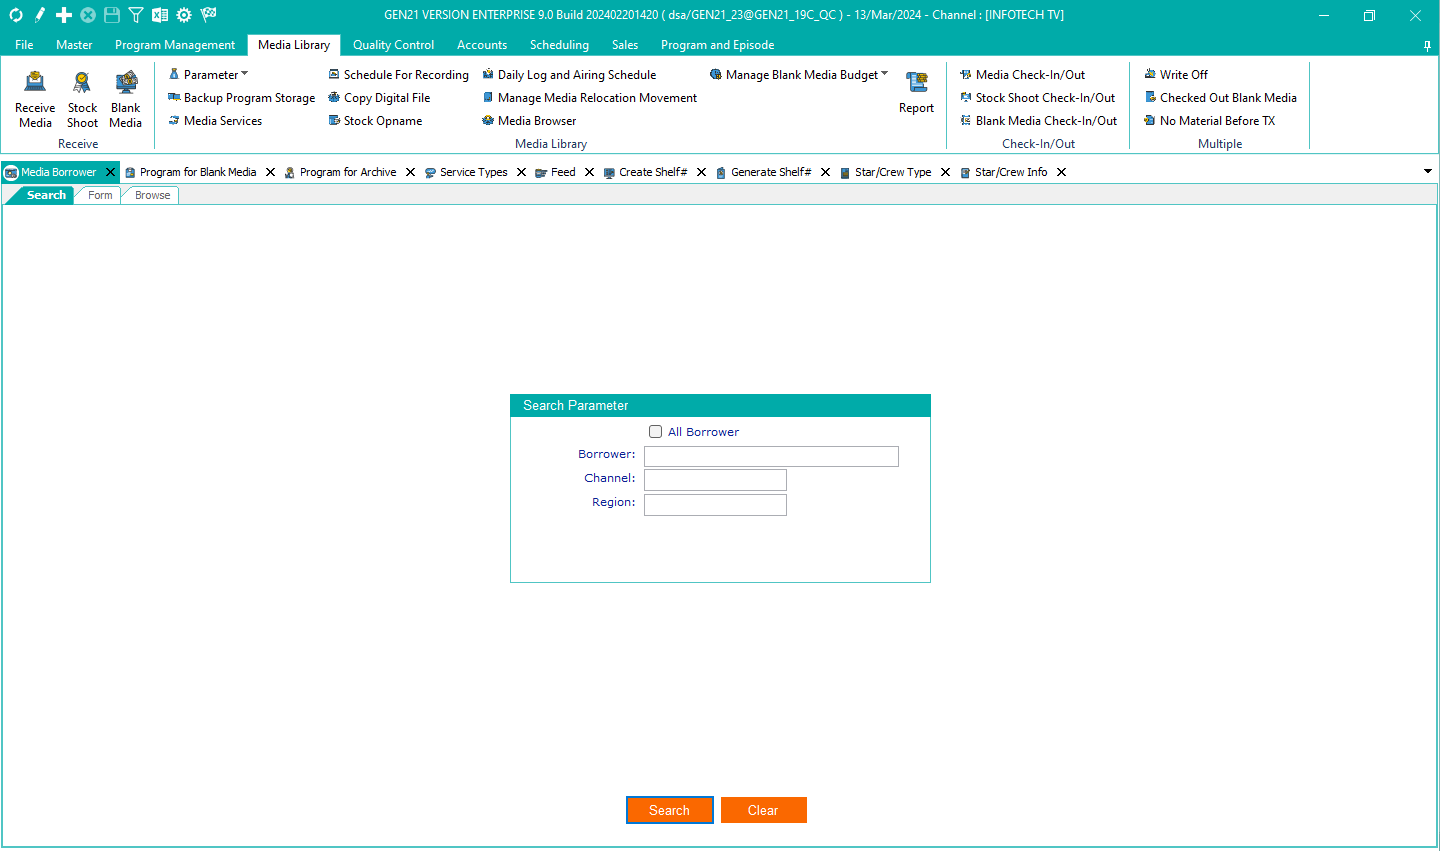 GEN21 VERSION ENTERPRISE 9.0 Build 202402201420 ( dsa/GEN21_23@GEN21_19C_QC ) - 13/Mar/2024 - Channel : [INFOTECH TV]
File Master Program Management Media Library Quality Control Accounts Scheduling Sales Program and Episode
Receive Media
Stock Shoot
Blank Media
Receive
Parameter Schedule For Recording Daily Log and Airing Schedule Manage Blank Media Budget
Backup Program Storage Copy Digital File Manage Media Relocation Movement
Media Services Stock Opname Media Browser
Report
Media Library
Media Check-In/Out
Stock Shoot Check-In/Out
Blank Media Check-In/Out
Check-In/Out
Write Off
Checked Out Blank Media
No Material Before TX
Multiple
Media Borrower Program for Blank Media Program for Archive Service Types Feed Create Shelf# Generate Shelf# Star/Crew Type Star/Crew Info
Search Form Browse
Search Parameter
All Borrower
Borrower:
Channel:
Region:
Search Clear